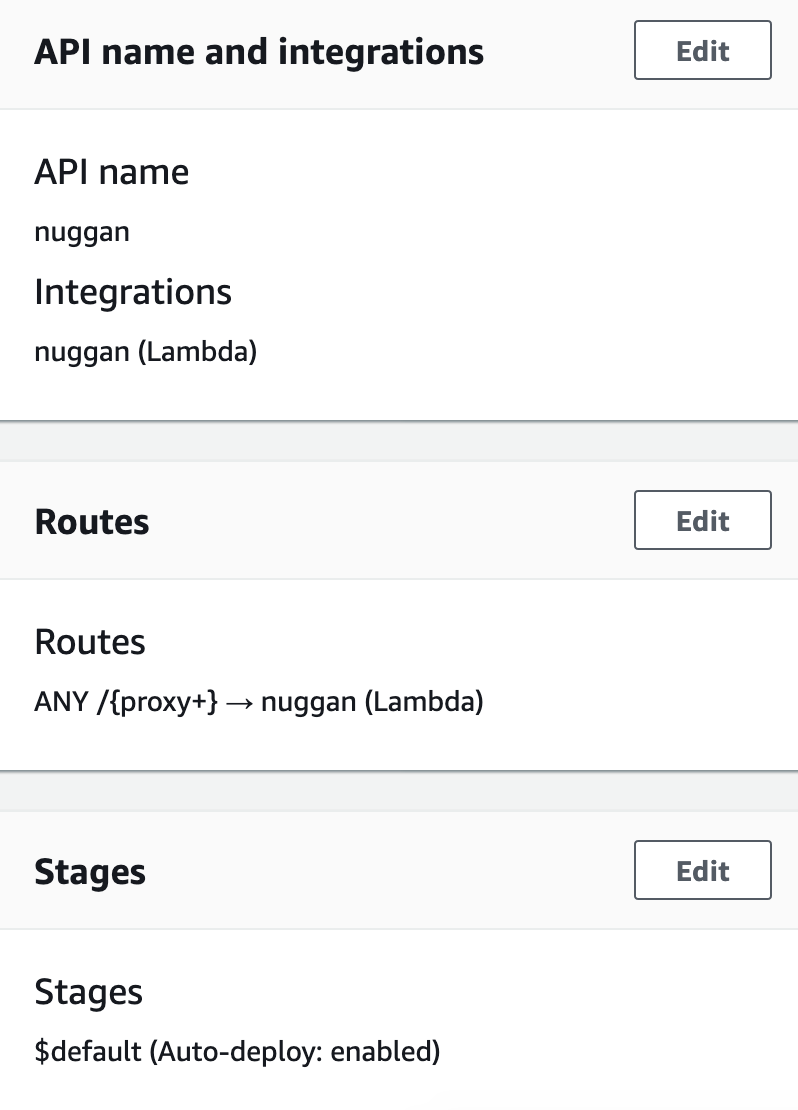 API name and integrations
Edit
API name
nuggan
Integrations
nuggan (Lambda)
Routes
Edit
Routes
ANY /{proxy+} → nuggan (Lambda)
Stages
Edit
Stages
$default (Auto-deploy: enabled)